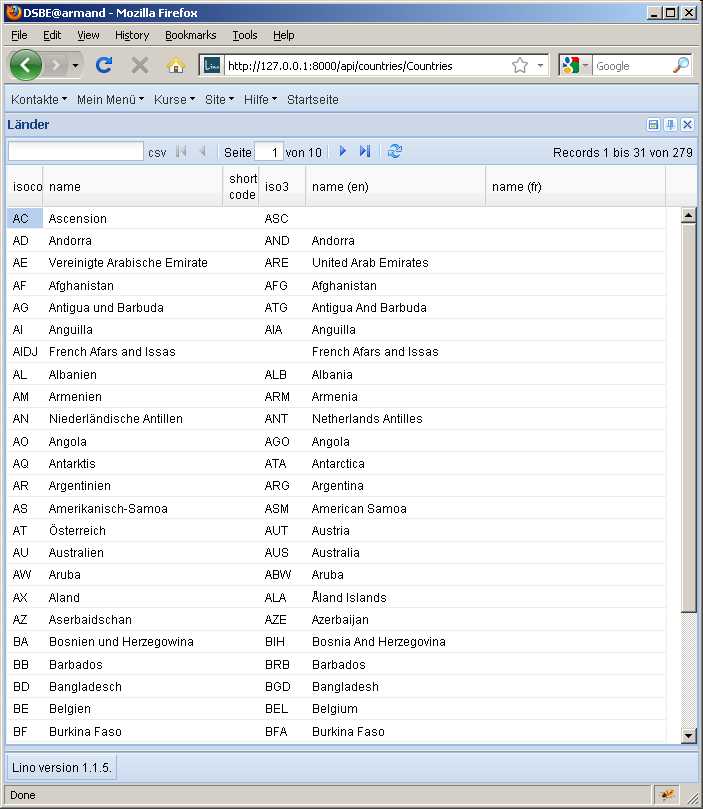 DSBE@armand - Mozilla Firefox
File Edit View History Bookmarks Tools Help
Lino http://127.0.0.1:8000/api/countries/Countries Google
Kontakte Mein Menü Kurse Site Hilfe Startseite
Länder
csv Seite 1 von 10 Records 1 bis 31 von 279
isoco name short code iso3 name (en) name (fr)
AC Ascension ASC
AD Andorra AND Andorra
AE Vereinigte Arabische Emirate ARE United Arab Emirates
AF Afghanistan AFG Afghanistan
AG Antigua und Barbuda ATG Antigua And Barbuda
AI Anguilla AIA Anguilla
AIDJ French Afars and Issas French Afars and Issas
AL Albanien ALB Albania
AM Armenien ARM Armenia
AN Niederländische Antillen ANT Netherlands Antilles
AO Angola AGO Angola
AQ Antarktis ATA Antarctica
AR Argentinien ARG Argentina
AS Amerikanisch-Samoa ASM American Samoa
AT Österreich AUT Austria
AU Australien AUS Australia
AW Aruba ABW Aruba
AX Aland ALA Åland Islands
AZ Aserbaidschan AZE Azerbaijan
BA Bosnien und Herzegowina BIH Bosnia And Herzegovina
BB Barbados BRB Barbados
BD Bangladesch BGD Bangladesh
BE Belgien BEL Belgium
BF Burkina Faso BFA Burkina Faso
Lino version 1.1.5.
Done